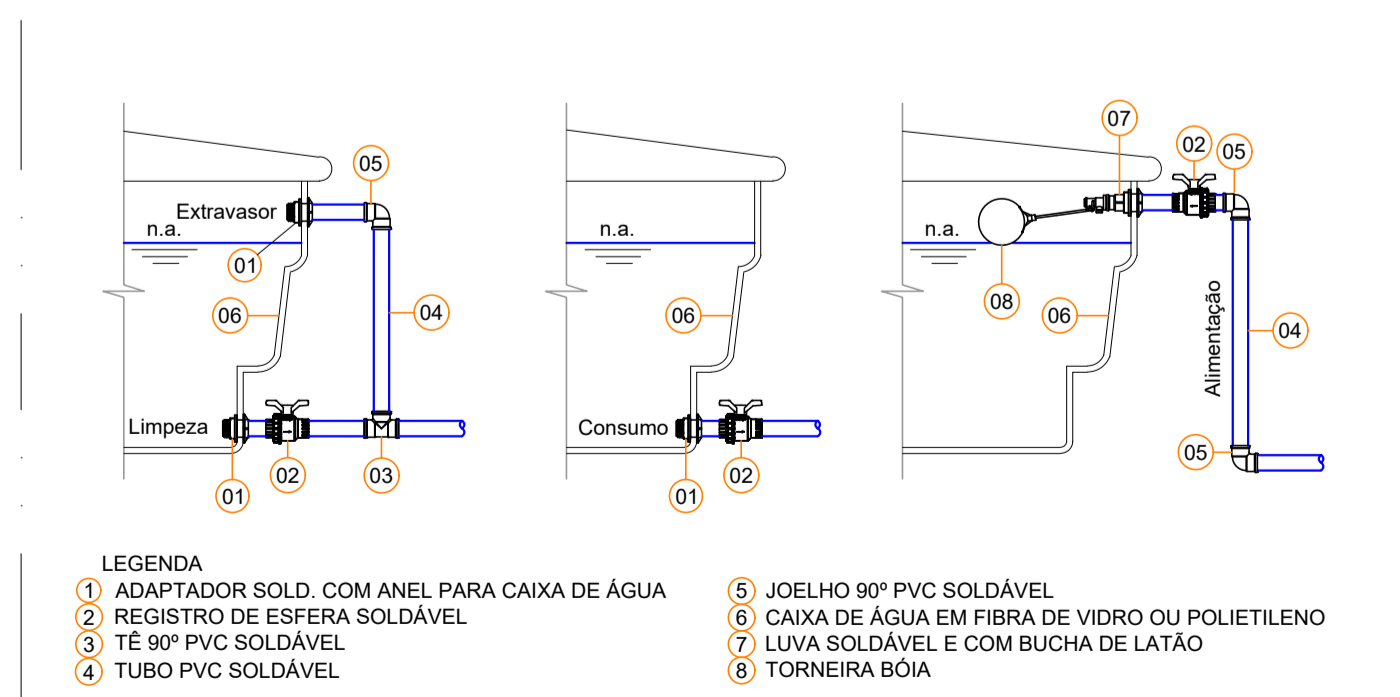 07
02
05
05
Extravasor
n.a.
01
n.a.
n.a.
08
06
04
06
06
Alimentação
04
Limpeza
Consumo
05
01
02
03
01
02
LEGENDA
1 ADAPTADOR SOLD. COM ANEL PARA CAIXA DE ÁGUA
2 REGISTRO DE ESFERA SOLDÁVEL
3 TÊ 90º PVC SOLDÁVEL
4 TUBO PVC SOLDÁVEL
5 JOELHO 90º PVC SOLDÁVEL
6 CAIXA DE ÁGUA EM FIBRA DE VIDRO OU POLIETILENO
7 LUVA SOLDÁVEL E COM BUCHA DE LATÃO
8 TORNEIRA BÓIA